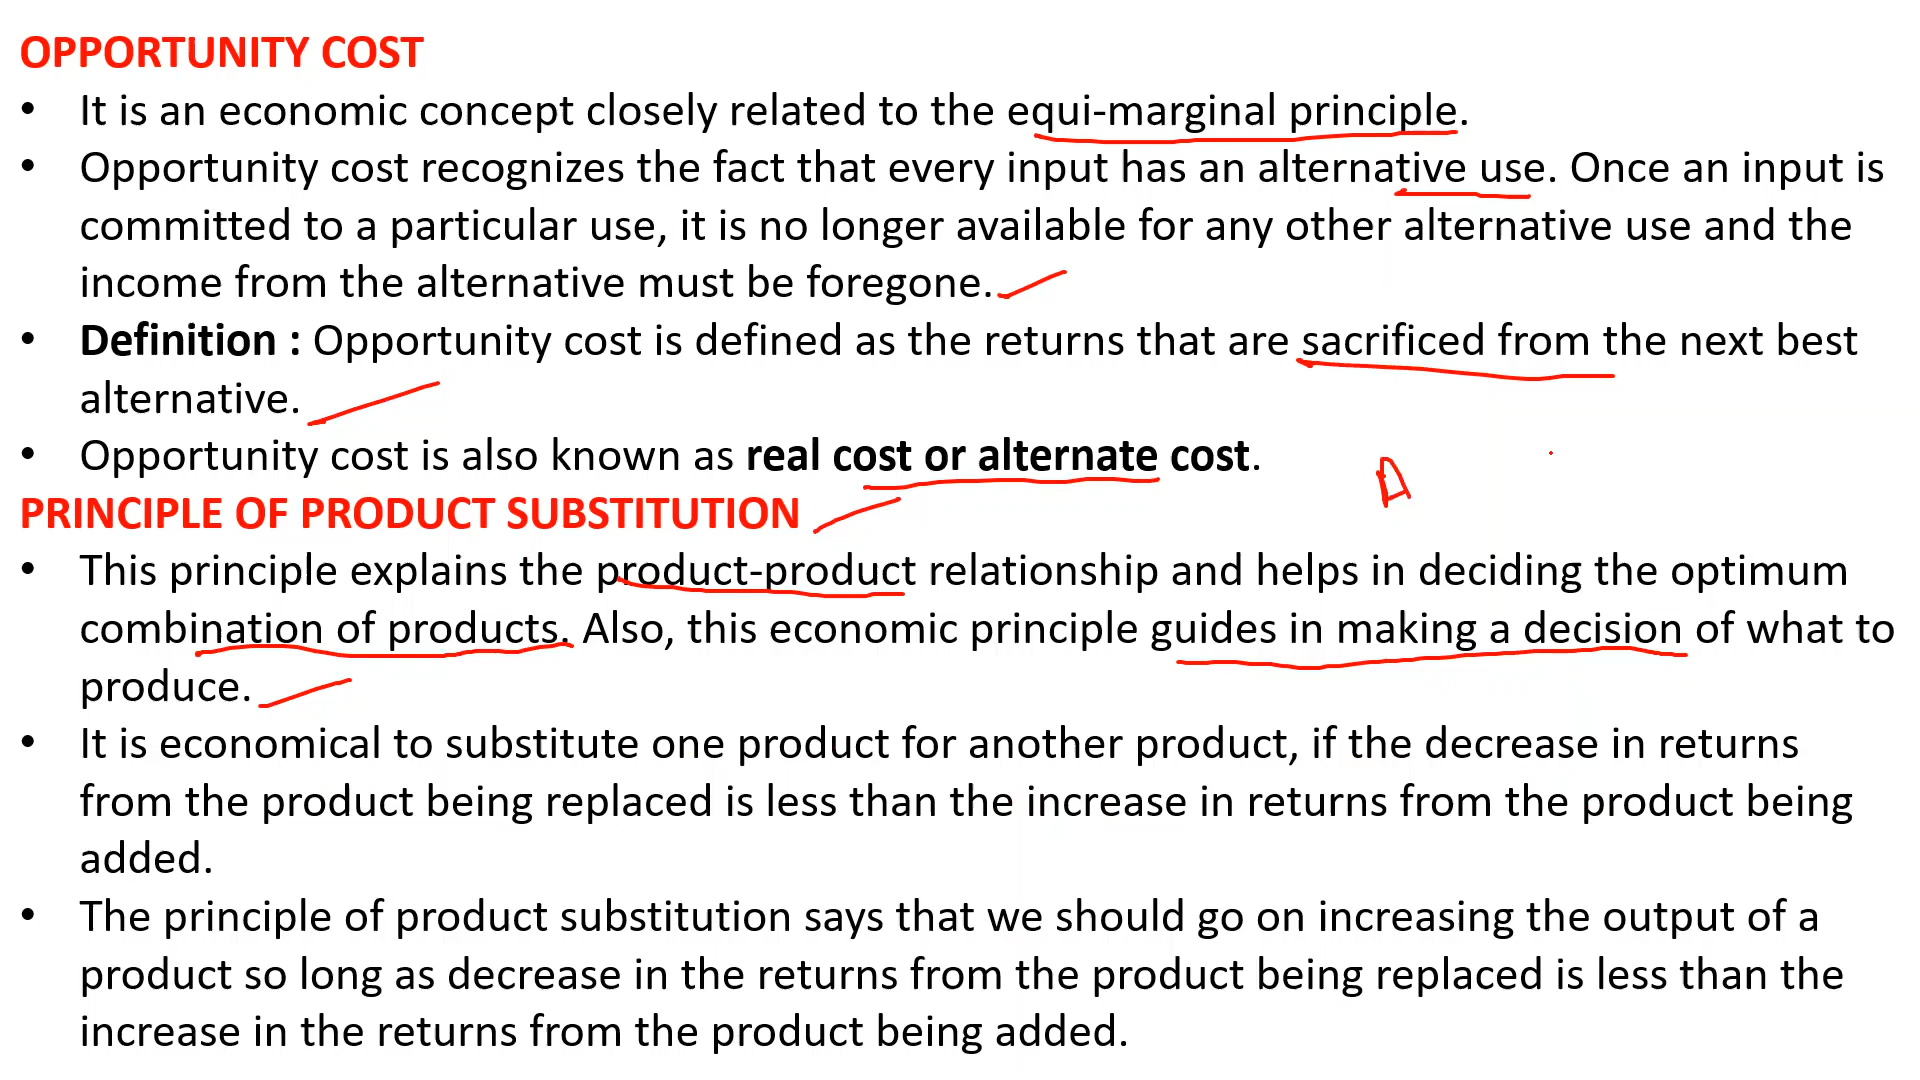 OPPORTUNITY COST
• It is an economic concept closely related to the equi-marginal principle.
• Opportunity cost recognizes the fact that every input has an alternative use. Once an input is
committed to a particular use, it is no longer available for any other alternative use and the
income from the alternative must be foregone.
• Definition : Opportunity cost is defined as the returns that are sacrificed from the next best
alternative.
• Opportunity cost is also known as real cost or alternate cost.
A
PRINCIPLE OF PRODUCT SUBSTITUTION
• This principle explains the product-product relationship and helps in deciding the optimum
combination of products. Also, this economic principle guides in making a decision of what to
produce.
• It is economical to substitute one product for another product, if the decrease in returns
from the product being replaced is less than the increase in returns from the product being
added.
• The principle of product substitution says that we should go on increasing the output of a
product so long as decrease in the returns from the product being replaced is less than the
increase in the returns from the product being added.